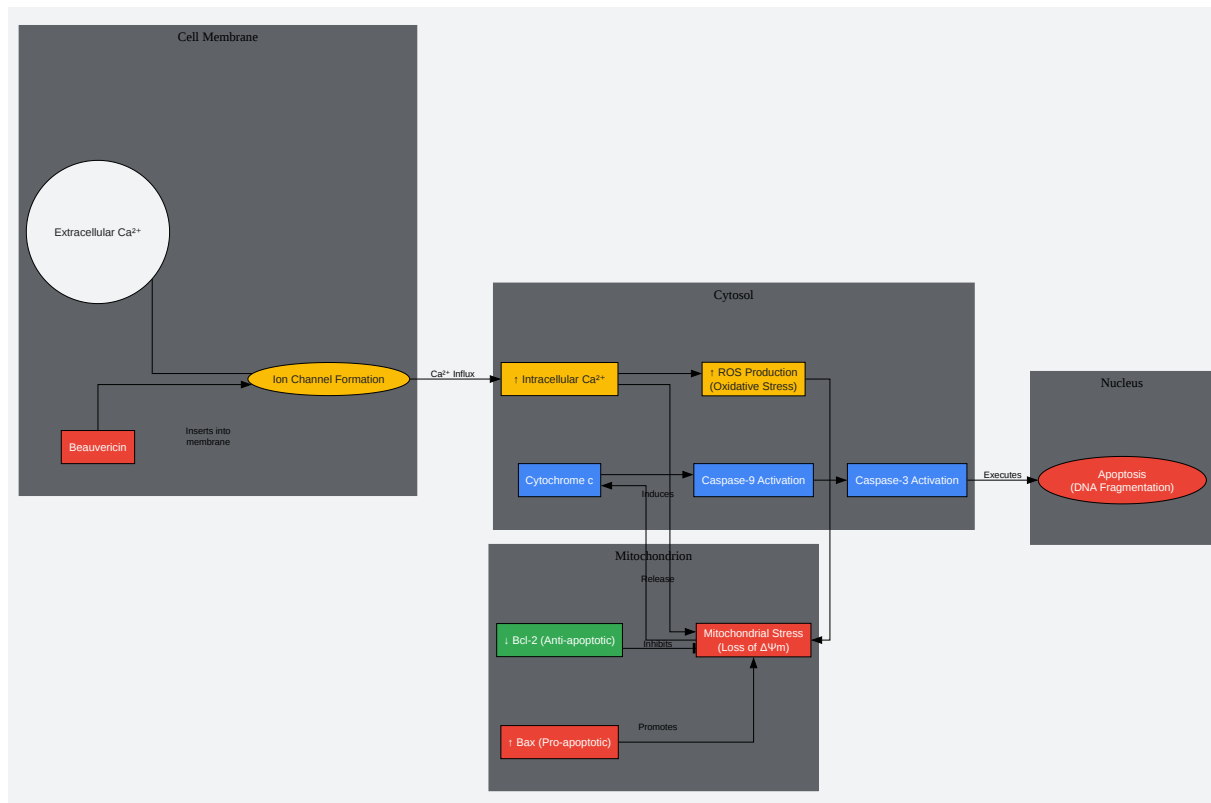 Cell Membrane
Extracellular Ca²⁺
Ion Channel Formation
Beauvericin
Inserts into
membrane
Ca²⁺ Influx
Cytosol
↑ Intracellular Ca²⁺
↑ ROS Production
(Oxidative Stress)
Cytochrome c
Caspase-9 Activation
Caspase-3 Activation
Induces
Executes
Nucleus
Apoptosis
(DNA Fragmentation)
Mitochondrion
Release
↓ Bcl-2 (Anti-apoptotic)
Inhibits
Mitochondrial Stress
(Loss of ΔΨm)
↑ Bax (Pro-apoptotic)
Promotes